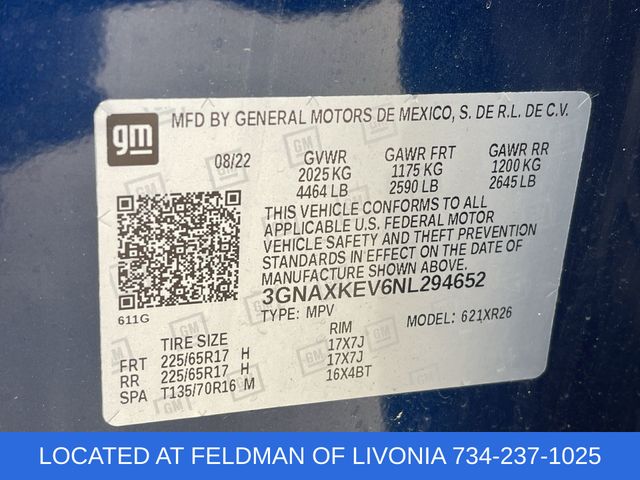 gm
MFD BY GENERAL MOTORS DE MEXICO, S. DE R.L. DE C.V.
08/22 GVWR GAWR FRT GAWR RR
2025 KG 1175 KG 1200 KG
4464 LB 2590 LB 2645 LB
THIS VEHICLE CONFORMS TO ALL
APPLICABLE U.S. FEDERAL MOTOR
VEHICLE SAFETY AND THEFT PREVENTION
STANDARDS IN EFFECT ON THE DATE OF
MANUFACTURE SHOWN ABOVE.
3GNAXKEV6NL294652
611G TYPE: MPV MODEL: 621XR26
TIRE SIZE RIM
FRT 225/65R17 H 17X7J
RR 225/65R17 H 17X7J
SPA T135/70R16 M 16X4BT
LOCATED AT FELDMAN OF LIVONIA 734-237-1025